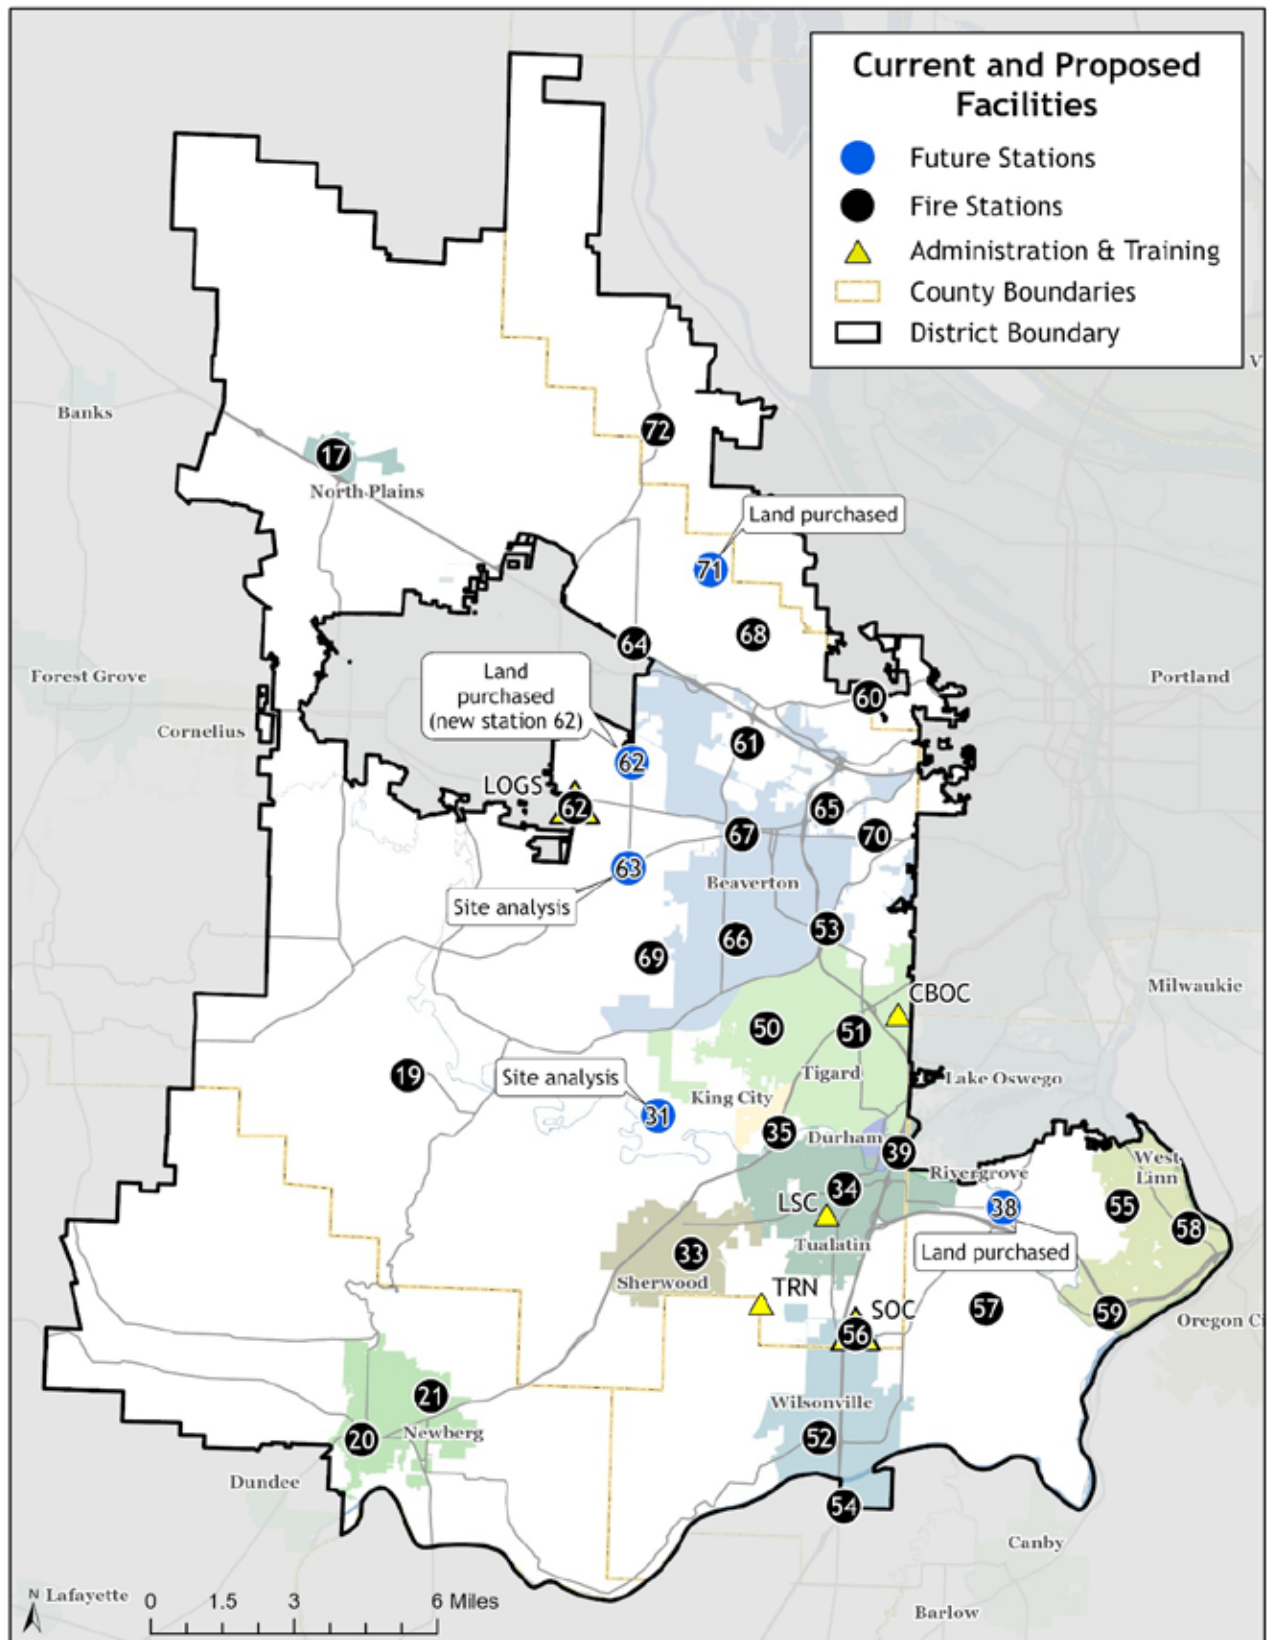 Current and Proposed
Facilities
Future Stations
Fire Stations
Administration & Training
County Boundaries
District Boundary
V
Banks
72
17
North Plains
Land purchased
71
68
64
Land
purchased
(new station 62)
Forest Grove
Portland
60
Cornelius
61
62
LOGS
62
65
67
70
63
Beaverton
Site analysis
53
66
69
CBOC
Milwaukie
50
51
19
Site analysis
Tigard
Lake Oswego
King City
31
35
Durham
39
West
Linn
Rivergrove
34
LSC
38
55
58
Tualatin
33
Land purchased
Sherwood
TRN
SOC
57
59
56
Oregon Ci
21
Wilsonville
Newberg
20
52
Dundee
54
Canby
N
Lafayette
0 1.5 3 6 Miles
Barlow